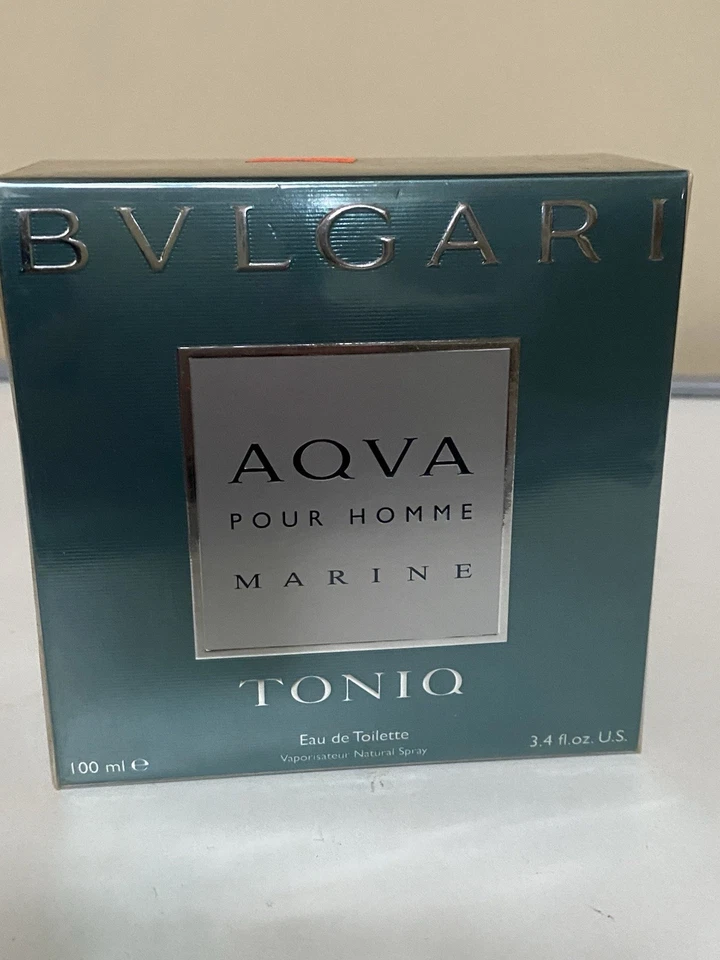 BVLGARI
AQVA
POUR HOMME
MARINE
TONIQ
Eau de Toilette
Vaporisateur Natural Spray
100 ml ℮
3.4 fl.oz. U.S.